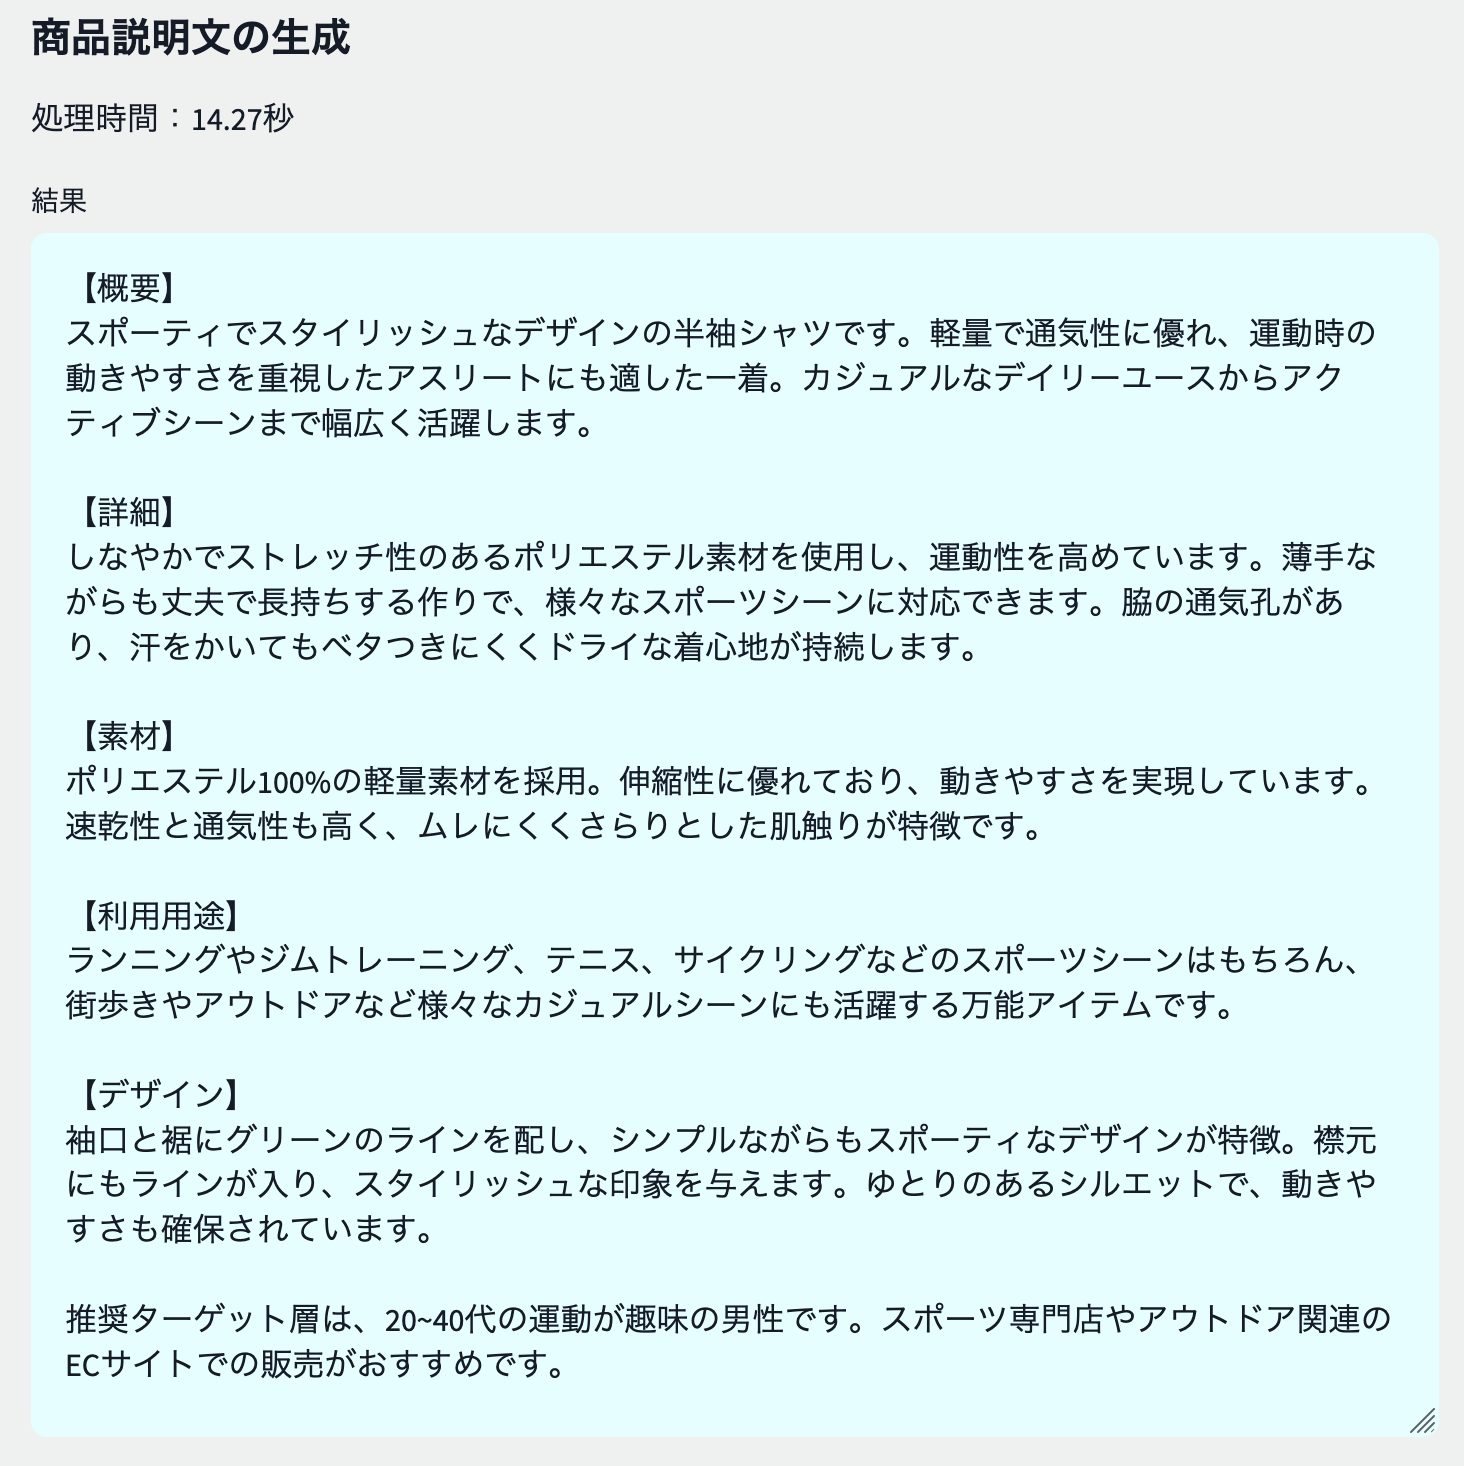 商品説明文の生成
処理時間：14.27秒
結果
【概要】
スポーティでスタイリッシュなデザインの半袖シャツです。軽量で通気性に優れ、運動時の
動きやすさを重視したアスリートにも適した一着。カジュアルなデイリーユースからアク
ティブシーンまで幅広く活躍します。
【詳細】
しなやかでストレッチ性のあるポリエステル素材を使用し、運動性を高めています。薄手な
がらも丈夫で長持ちする作りで、様々なスポーツシーンに対応できます。脇の通気孔があ
り、汗をかいてもベタつきにくくドライな着心地が持続します。
【素材】
ポリエステル100%の軽量素材を採用。伸縮性に優れており、動きやすさを実現しています。
速乾性と通気性も高く、ムレにくくさらりとした肌触りが特徴です。
【利用用途】
ランニングやジムトレーニング、テニス、サイクリングなどのスポーツシーンはもちろん、
街歩きやアウトドアなど様々なカジュアルシーンにも活躍する万能アイテムです。
【デザイン】
袖口と裾にグリーンのラインを配し、シンプルながらもスポーティなデザインが特徴。襟元
にもラインが入り、スタイリッシュな印象を与えます。ゆとりのあるシルエットで、動きや
すさも確保されています。
推奨ターゲット層は、20~40代の運動が趣味の男性です。スポーツ専門店やアウトドア関連の
ECサイトでの販売がおすすめです。